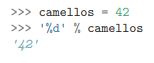 >>> camellos = 42
>>> '%d' % camellos
'42'